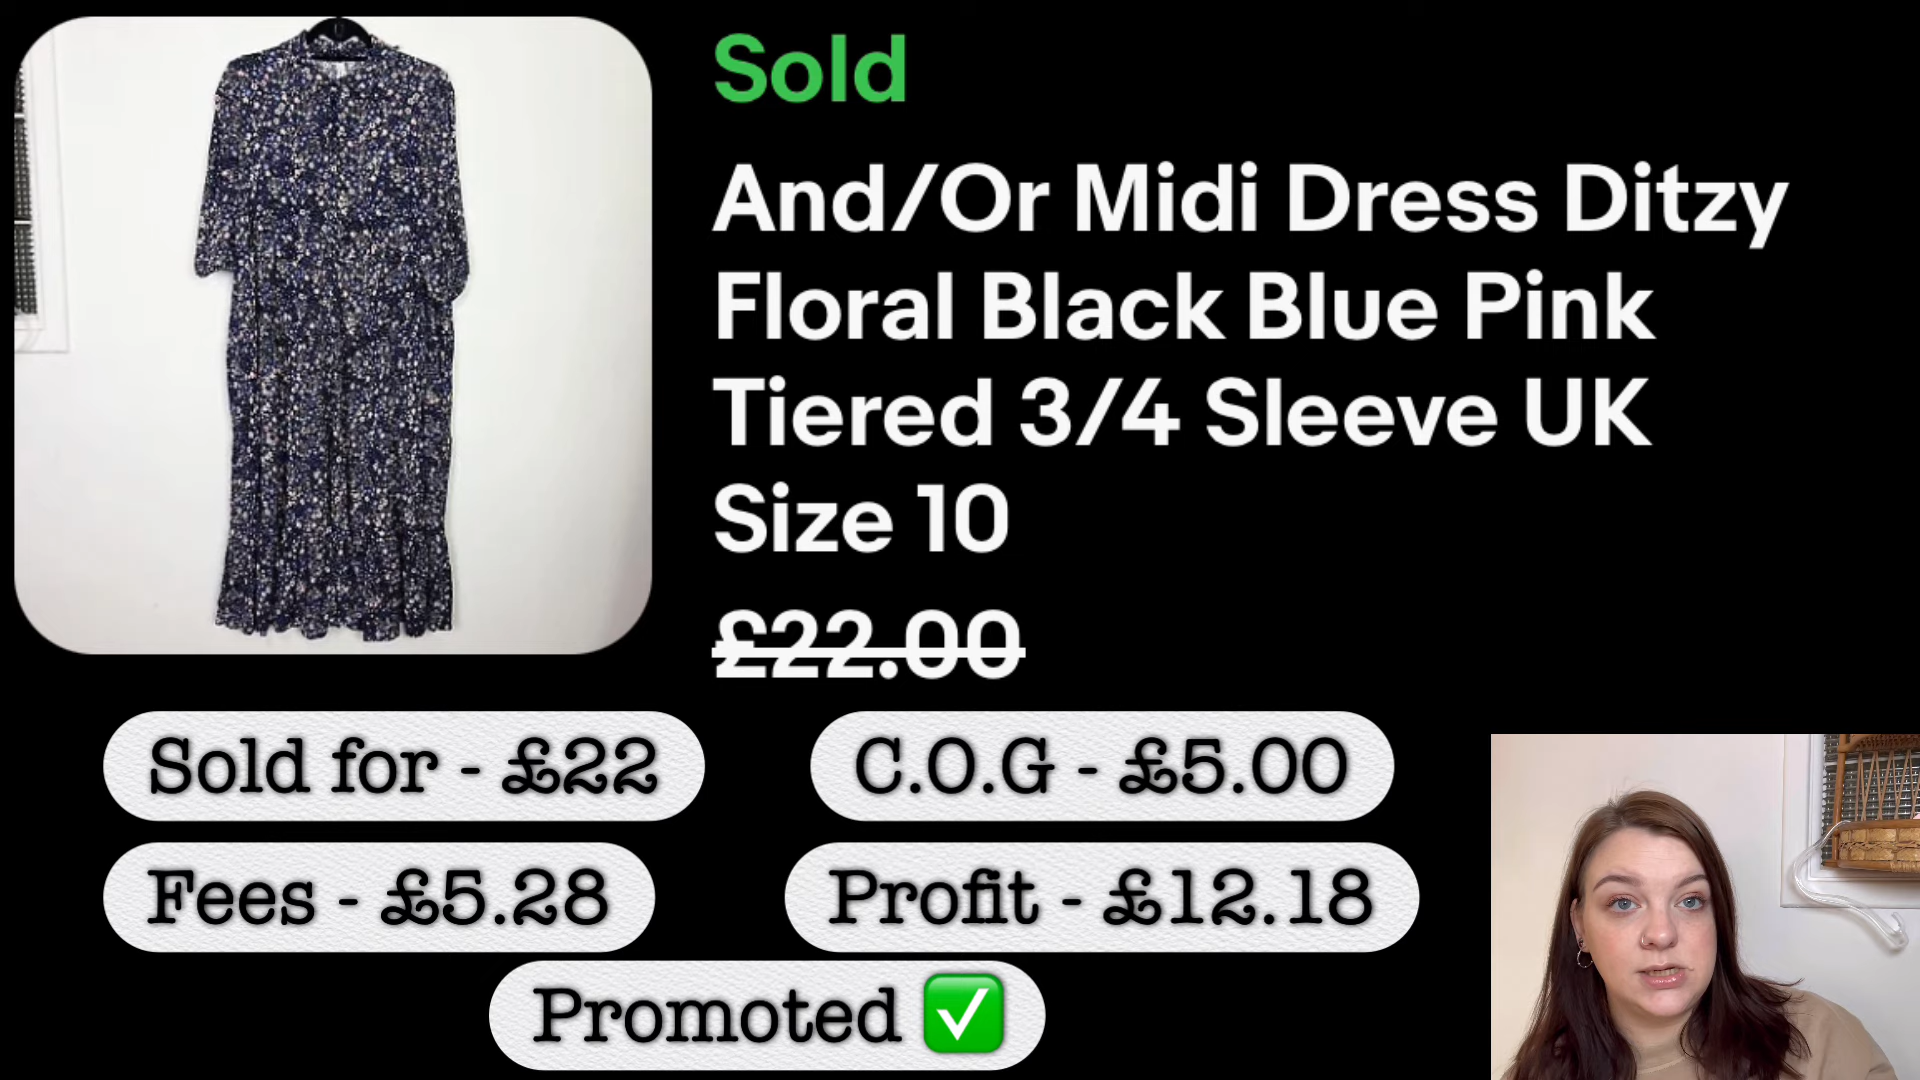 Sold
And/Or Midi Dress Ditzy
Floral Black Blue Pink
Tiered 3/4 Sleeve UK
Size 10
£22.00
Sold for - £22
C.O.G - £5.00
Fees - £5.28
Profit - £12.18
Promoted ✅